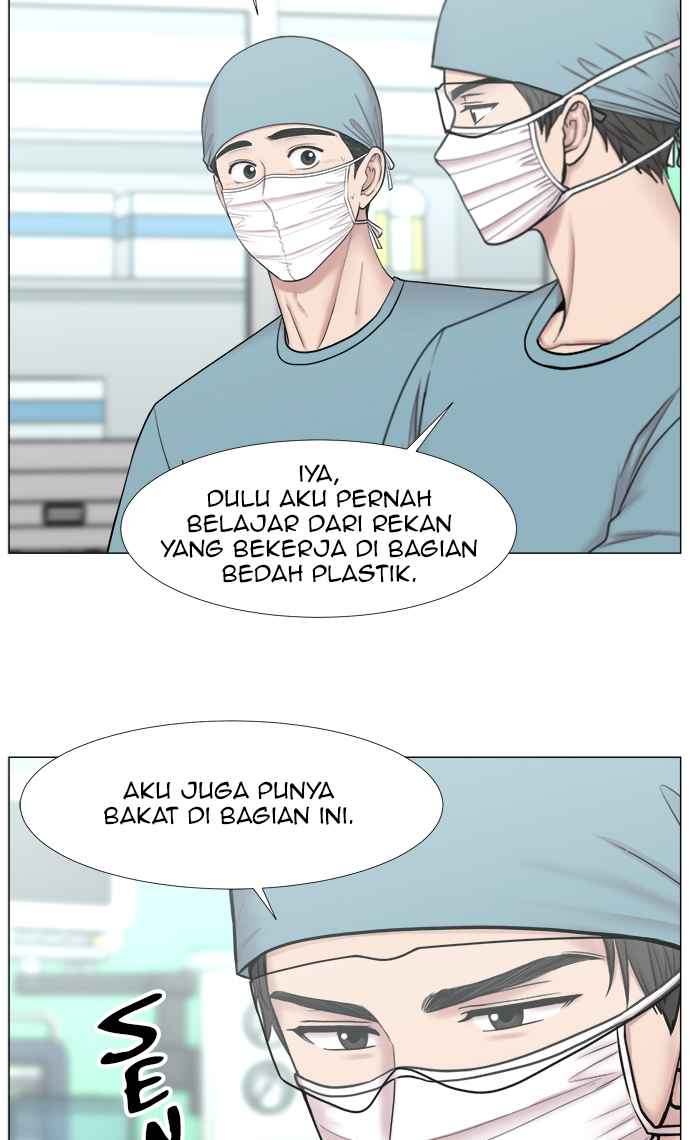 IYA,
DULU AKU PERNAH
BELAJAR DARI REKAN
YANG BEKERJA DI BAGIAN
BEDAH PLASTIK.
AKU JUGA PUNYA
BAKAT DI BAGIAN INI.
SEN